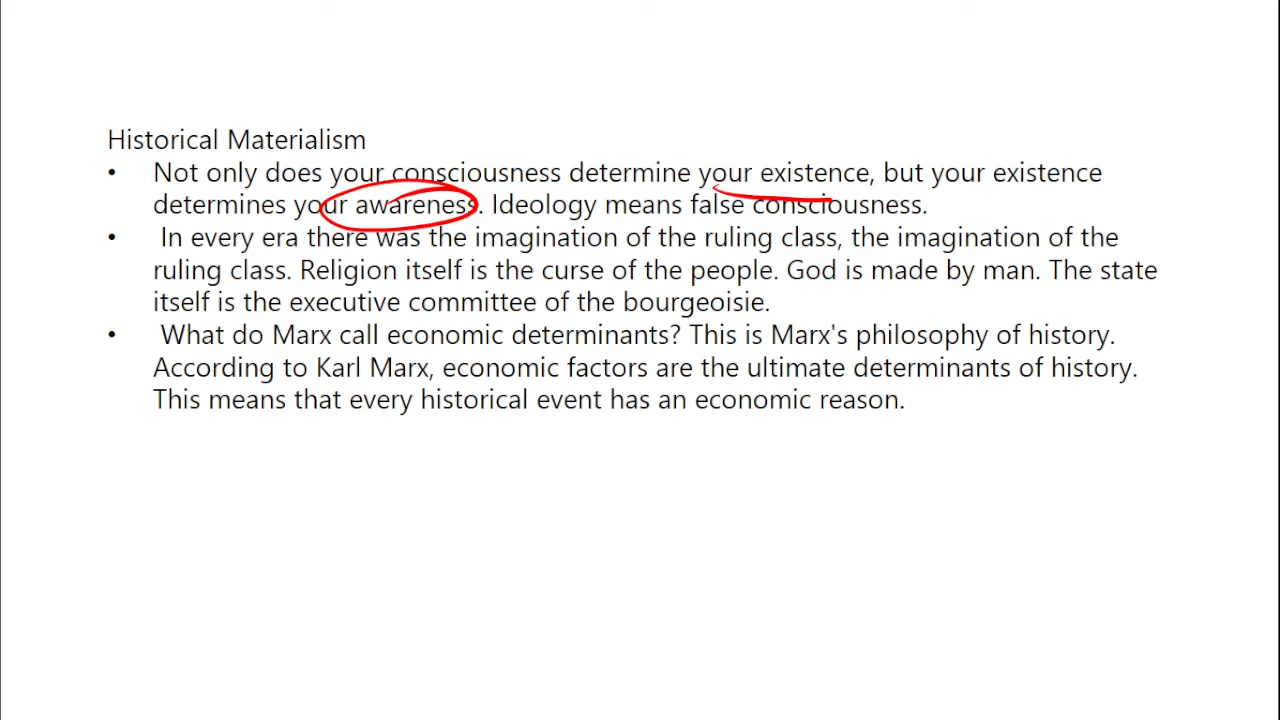 Historical Materialism
• Not only does your consciousness determine your existence, but your existence
determines your awareness. Ideology means false consciousness.
• In every era there was the imagination of the ruling class, the imagination of the
ruling class. Religion itself is the curse of the people. God is made by man. The state
itself is the executive committee of the bourgeoisie.
• What do Marx call economic determinants? This is Marx's philosophy of history.
According to Karl Marx, economic factors are the ultimate determinants of history.
This means that every historical event has an economic reason.